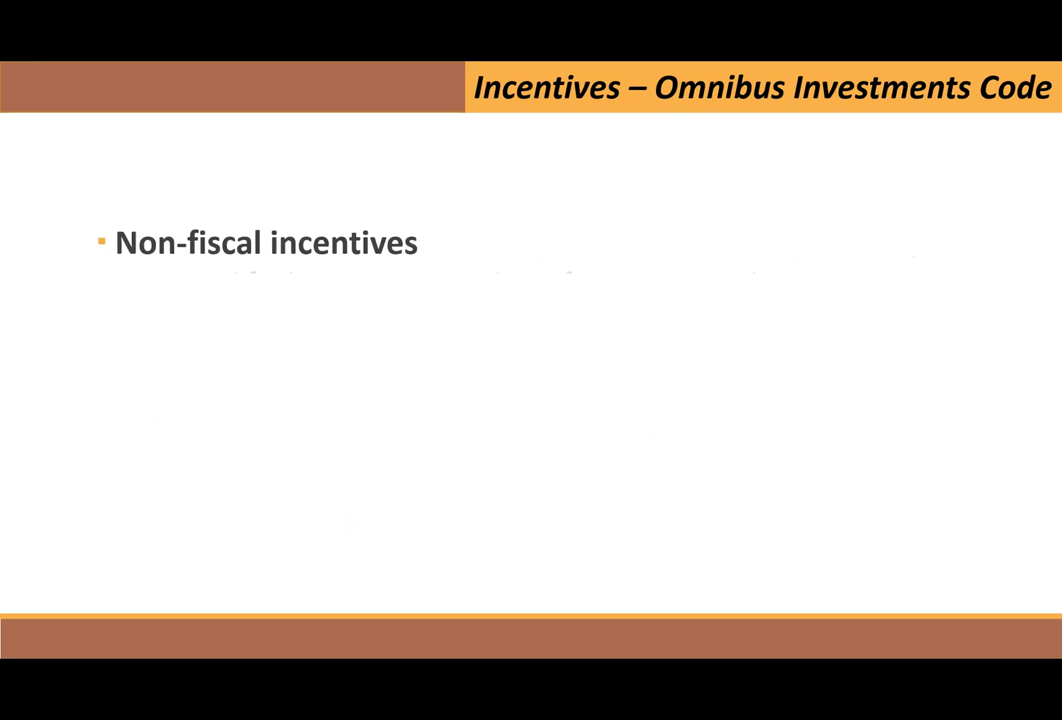 Incentives – Omnibus Investments Code
Non-fiscal incentives